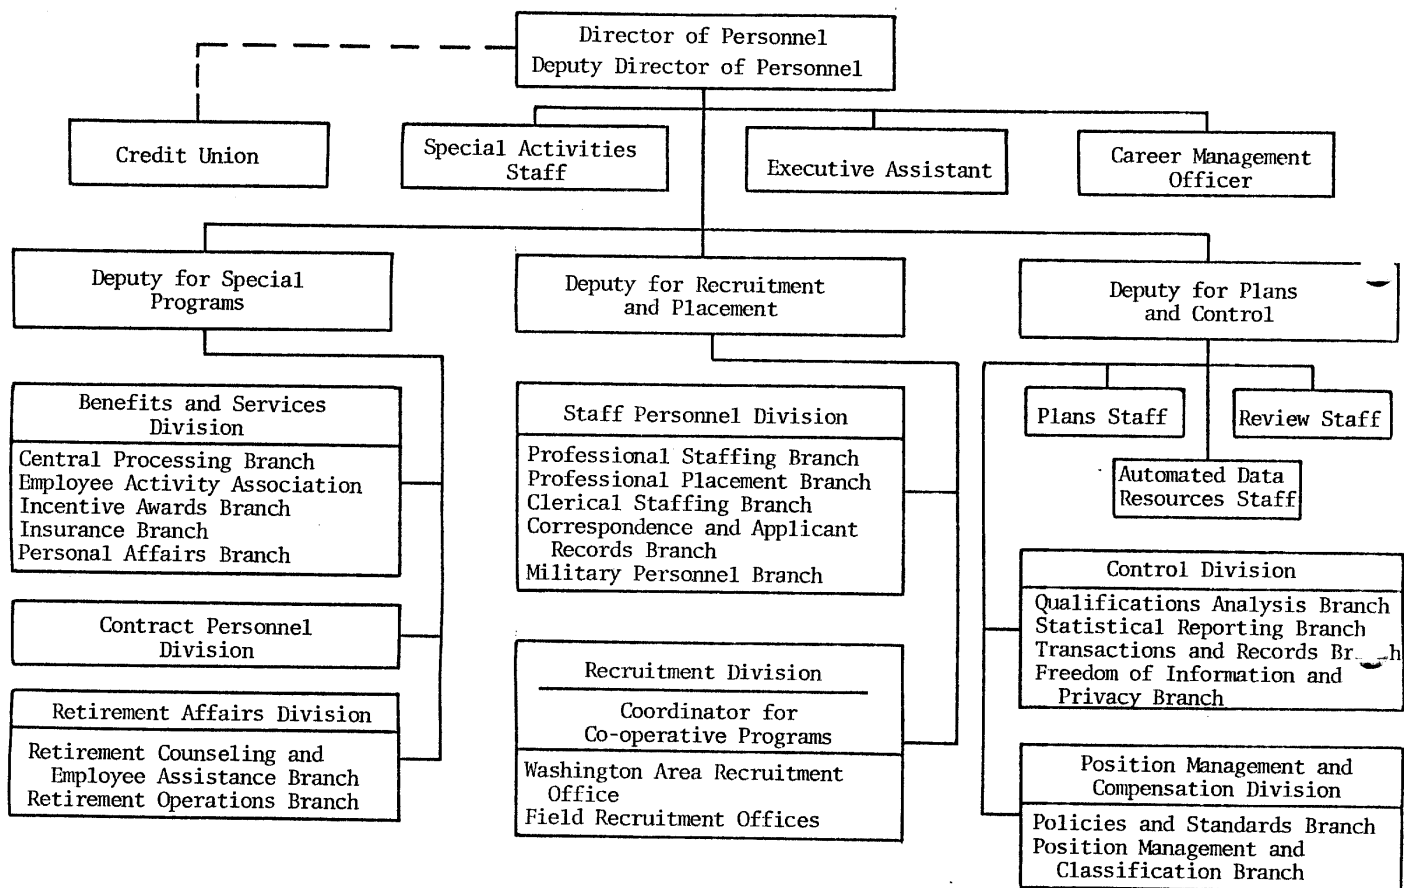 Director of Personnel
Deputy Director of Personnel
Credit Union
Special Activities
Staff
Executive Assistant
Career Management
Officer
Deputy for Special
Programs
Deputy for Recruitment
and Placement
Deputy for Plans
and Control
Benefits and Services
Division
Central Processing Branch
Employee Activity Association
Incentive Awards Branch
Insurance Branch
Personal Affairs Branch
Contract Personnel
Division
Retirement Affairs Division
Retirement Counseling and
Employee Assistance Branch
Retirement Operations Branch
Staff Personnel Division
Professional Staffing Branch
Professional Placement Branch
Clerical Staffing Branch
Correspondence and Applicant
Records Branch
Military Personnel Branch
Recruitment Division
Coordinator for
Co-operative Programs
Washington Area Recruitment
Office
Field Recruitment Offices
Plans Staff
Review Staff
Automated Data
Resources Staff
Control Division
Qualifications Analysis Branch
Statistical Reporting Branch
Transactions and Records
Freedom of Information and
Privacy Branch
Position Management and
Compensation Division
Policies and Standards Branch
Position Management and
Classification Branch